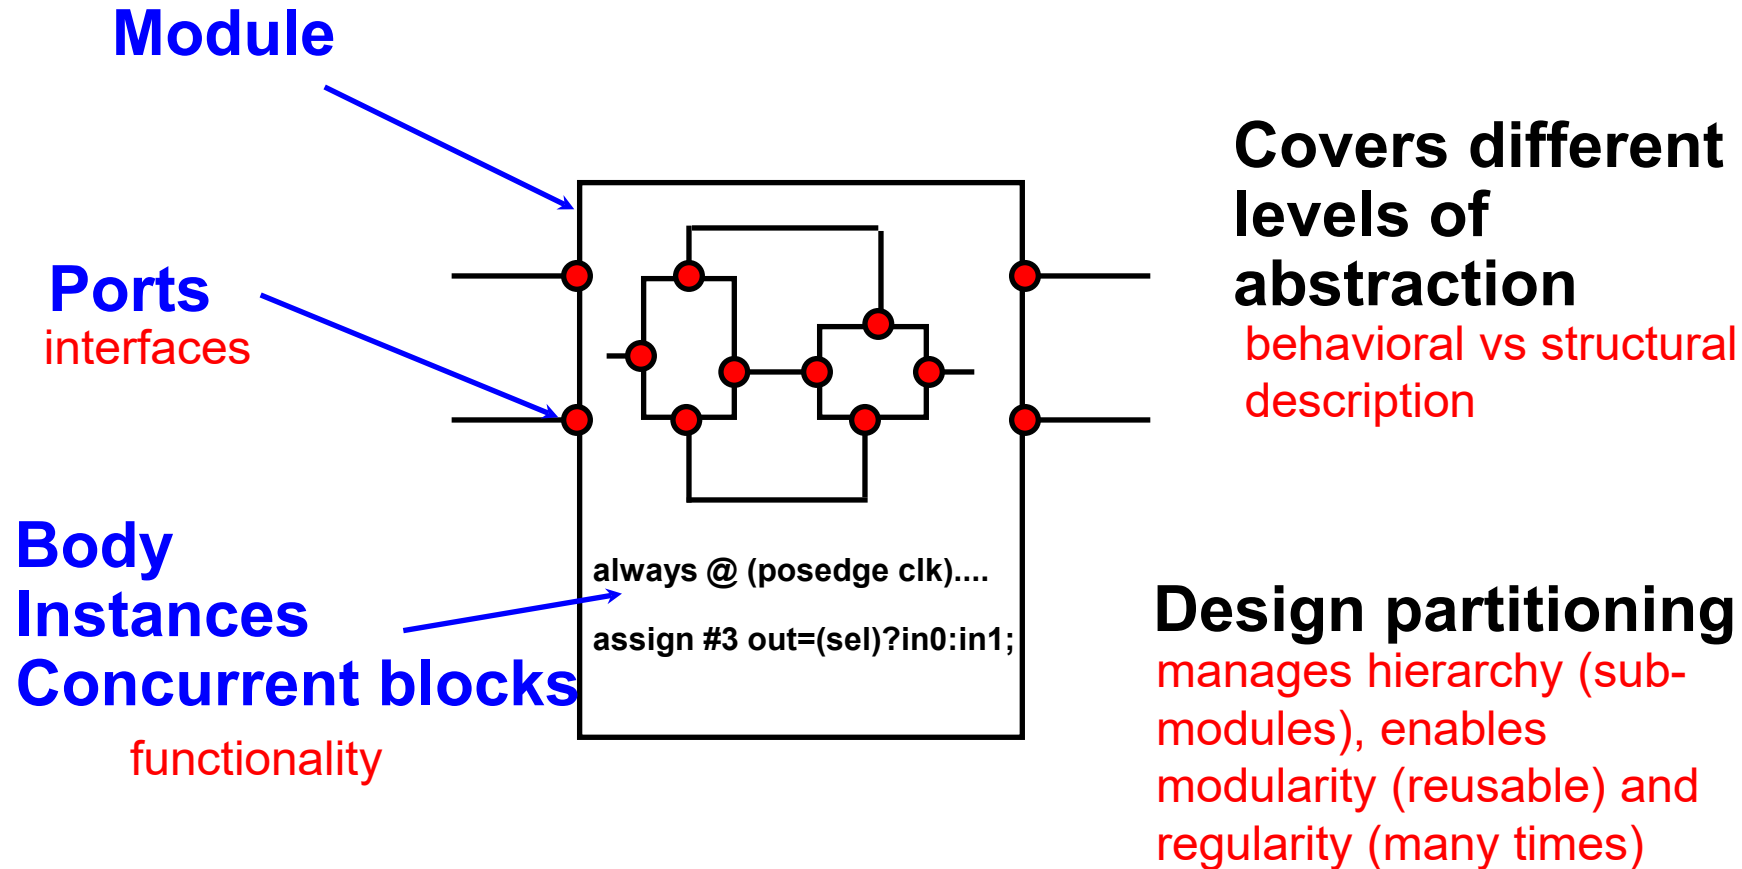 Module
Ports
interfaces
Body
Instances
Concurrent blocks
functionality
always @ (posedge clk)....
assign #3 out=(sel)?in0:in1;
Covers different
levels of
abstraction
behavioral vs structural
description
Design partitioning
manages hierarchy (sub-
modules), enables
modularity (reusable) and
regularity (many times)